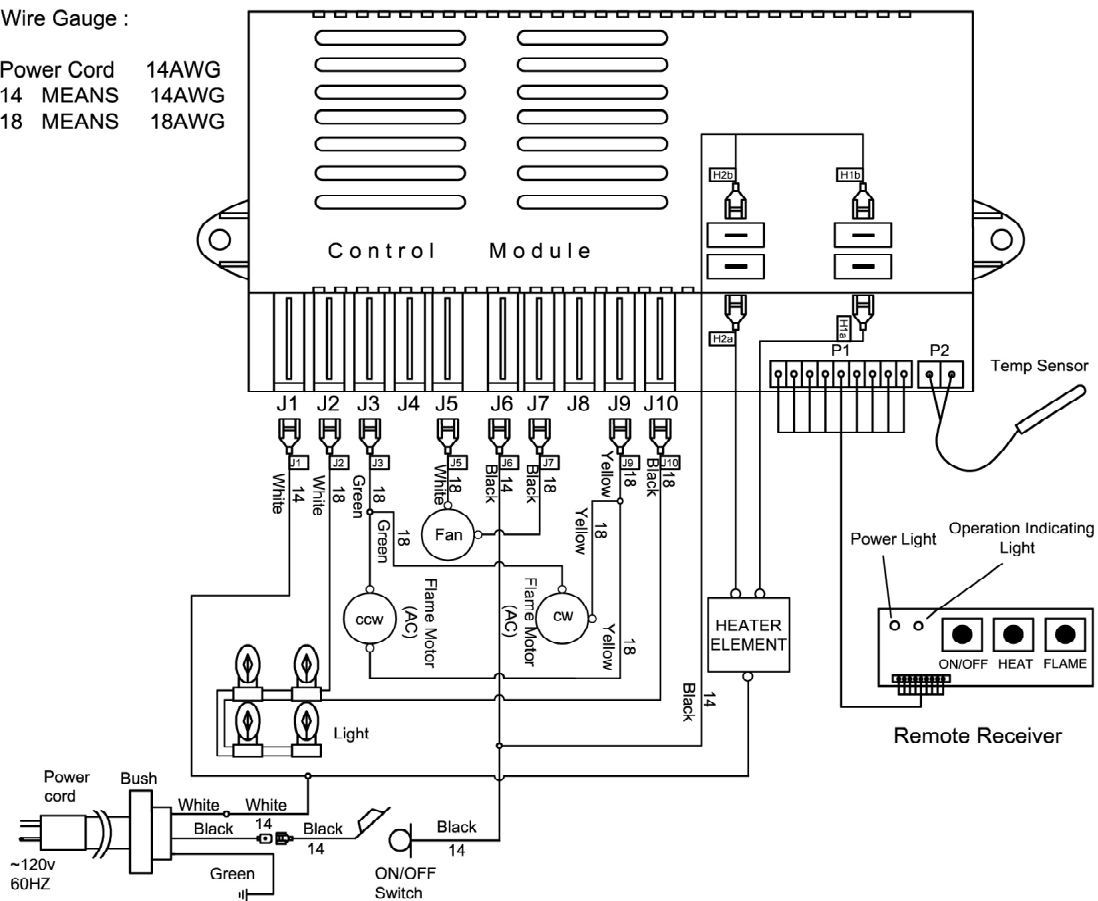 Wire Gauge :
Power Cord 14AWG
14 MEANS 14AWG
18 MEANS 18AWG
Control Module
H2b
H1b
H2a
H1a
P1
P2
Temp Sensor
J1 J2 J3 J4 J5 J6 J7 J8 J9 J10
J1
J2
J3
J5
J6
J7
J9
J10
White
14
White
18
Green
18
White
18
Black
14
Black
18
Yellow
18
Black
18
Green
18
Fan
Yellow
18
ccw
Flame Motor
(AC)
CW
Flame Motor
(AC)
Yellow
18
HEATER
ELEMENT
Black
14
Power Light
Operation Indicating
Light
ON/OFF HEAT FLAME
Remote Receiver
Light
Power
cord
Bush
White
White
14
Black
Black
14
Black
14
Green
~120v
60HZ
ON/OFF
Switch